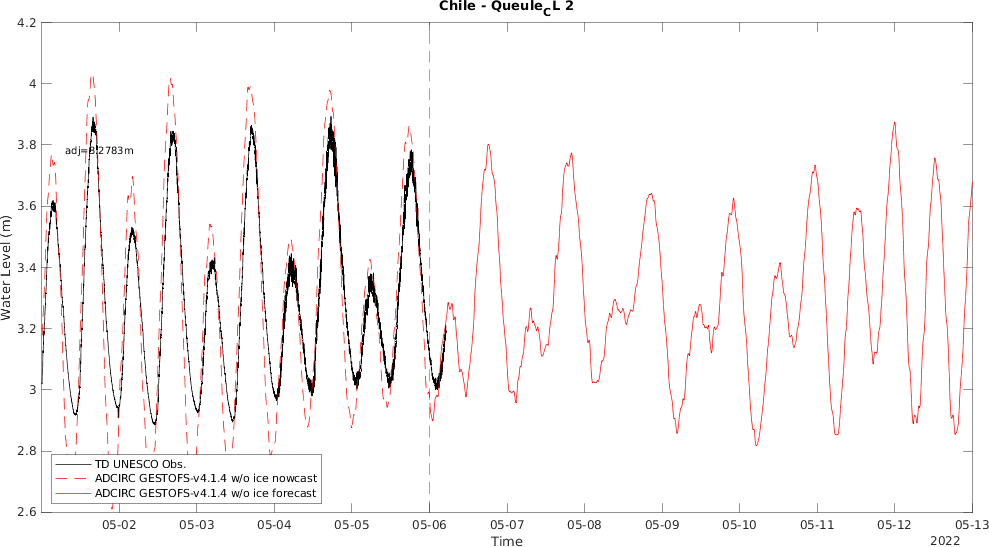 Chile - Queule_CL 2
4.2
4
3.8
3.6
3.4
3.2
3
2.8
2.6
Water Level (m)
adj=8.2783m
TD UNESCO Obs.
ADCIRC GESTOFS-v4.1.4 w/o ice nowcast
ADCIRC GESTOFS-v4.1.4 w/o ice forecast
05-02 05-03 05-04 05-05 05-06 05-07 05-08 05-09 05-10 05-11 05-12 05-13
Time
2022